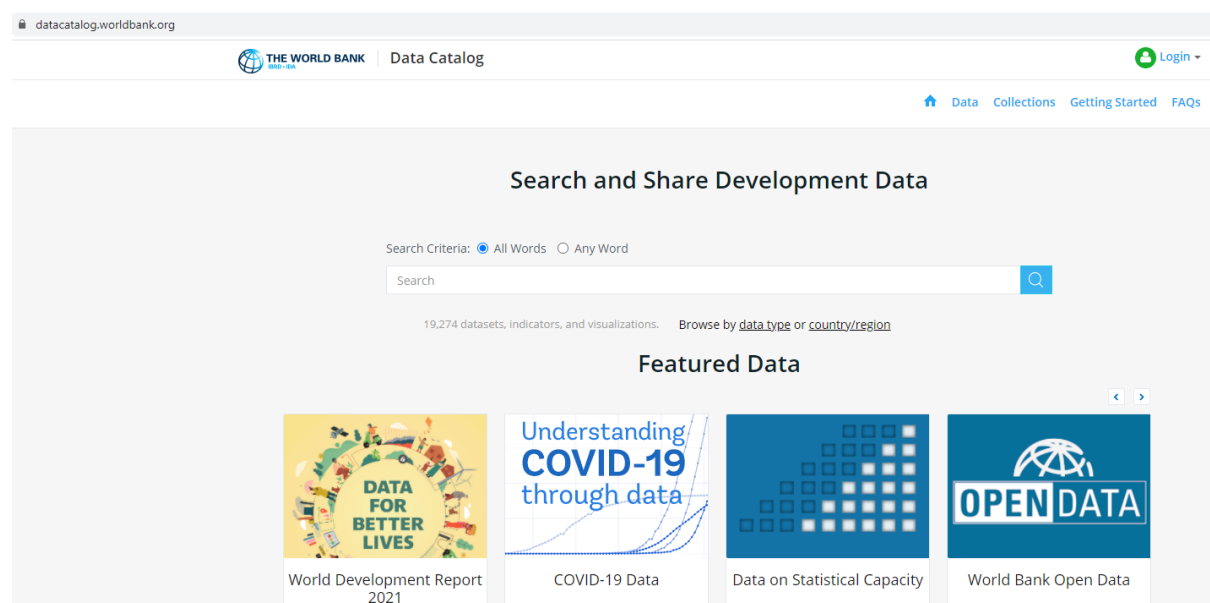 datacatalog.worldbank.org
THE WORLD BANK
IBRD • IDA
Data Catalog
Login
Data Collections Getting Started FAQs
Search and Share Development Data
Search Criteria: All Words Any Word
Search
19,274 datasets, indicators, and visualizations. Browse by data type or country/region
Featured Data
DATA
FOR
BETTER
LIVES
World Development Report
2021
Understanding
COVID-19
through data
COVID-19 Data
Data on Statistical Capacity
OPEN DATA
World Bank Open Data